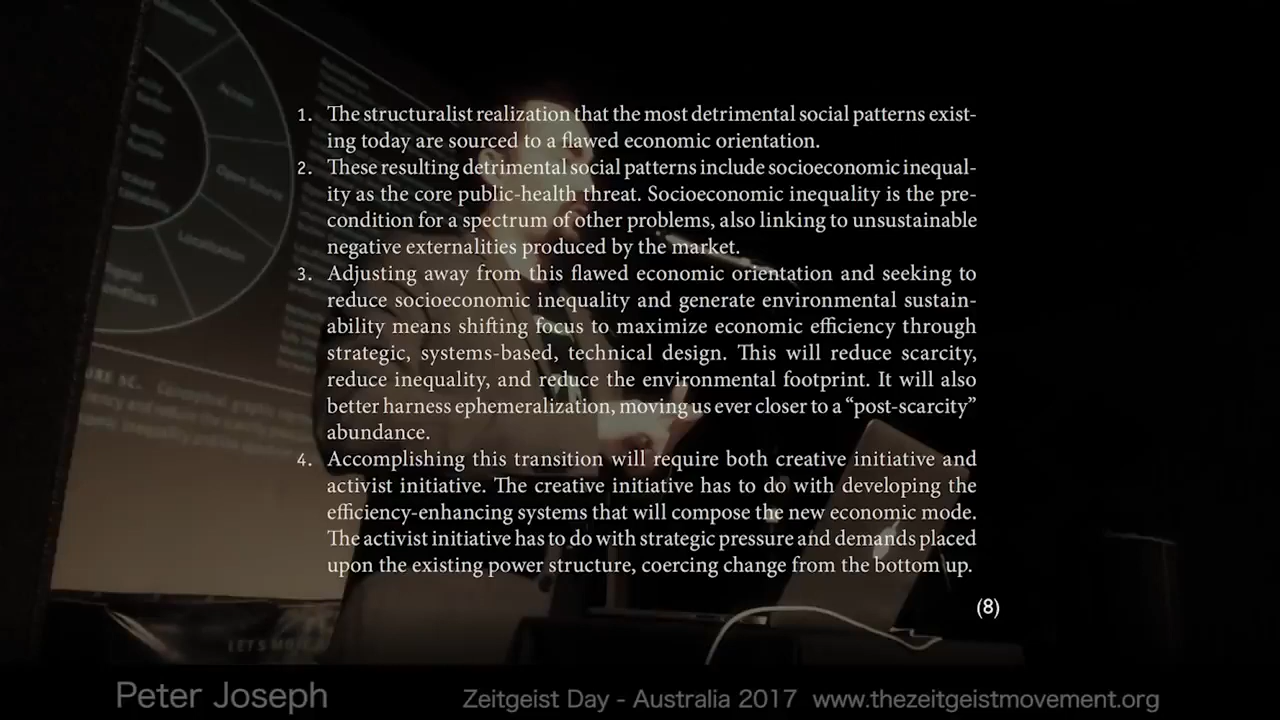 1. The structuralist realization that the most detrimental social patterns exist-
ing today are sourced to a flawed economic orientation.
2. These resulting detrimental social patterns include socioeconomic inequal-
ity as the core public-health threat. Socioeconomic inequality is the pre-
condition for a spectrum of other problems, also linking to unsustainable
negative externalities produced by the market.
3. Adjusting away from this flawed economic orientation and seeking to
reduce socioeconomic inequality and generate environmental sustain-
ability means shifting focus to maximize economic efficiency through
strategic, systems-based, technical design. This will reduce scarcity,
reduce inequality, and reduce the environmental footprint. It will also
better harness ephemeralization, moving us ever closer to a “post-scarcity”
abundance.
4. Accomplishing this transition will require both creative initiative and
activist initiative. The creative initiative has to do with developing the
efficiency-enhancing systems that will compose the new economic mode.
The activist initiative has to do with strategic pressure and demands placed
upon the existing power structure, coercing change from the bottom up.
(8)
Open Source
Localization
LET'S
Peter Joseph
Zeitgeist Day - Australia 2017 www.thezeitgeistmovement.org